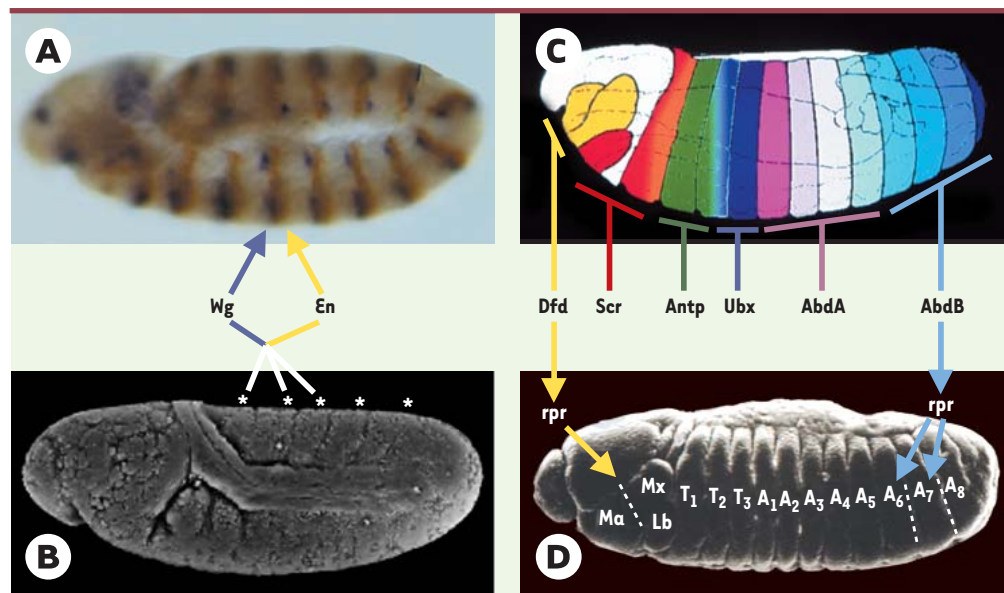 A
C
Wg
En
Dfd
Scr
Antp
Ubx
AbdA
AbdB
* * * * *
rpr
rpr
Mx
T1 T2 T3 A1 A2 A3 A4 A5 A6 A7 A8
Ma
Lb
B
D